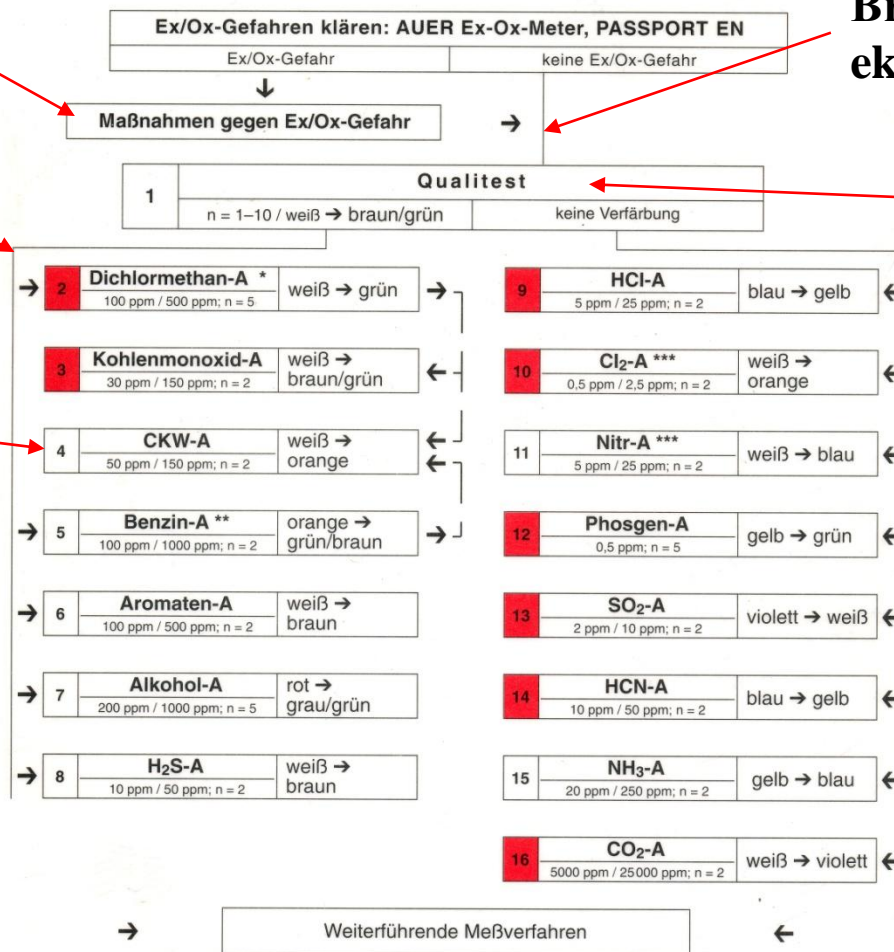 Ex/Ox-Gefahren klären: AUER Ex-Ox-Meter, PASSPORT EN
Ex/Ox-Gefahr
keine Ex/Ox-Gefahr
Maßnahmen gegen Ex/Ox-Gefahr
1
Qualitest
n = 1–10 / weiß → braun/grün
keine Verfärbung
2
Dichlormethan-A *
100 ppm / 500 ppm; n = 5
weiß → grün
3
Kohlenmonoxid-A
30 ppm / 150 ppm; n = 2
weiß →
braun/grün
4
CKW-A
50 ppm / 150 ppm; n = 2
weiß →
orange
5
Benzin-A **
100 ppm / 1000 ppm; n = 2
orange →
grün/braun
6
Aromaten-A
100 ppm / 500 ppm; n = 2
weiß →
braun
7
Alkohol-A
200 ppm / 1000 ppm; n = 5
rot →
grau/grün
8
H₂S-A
10 ppm / 50 ppm; n = 2
weiß →
braun
9
HCl-A
5 ppm / 25 ppm; n = 2
blau → gelb
10
Cl₂-A ***
0,5 ppm / 2,5 ppm; n = 2
weiß →
orange
11
Nitr-A ***
5 ppm / 25 ppm; n = 2
weiß → blau
12
Phosgen-A
0,5 ppm; n = 5
gelb → grün
13
SO₂-A
2 ppm / 10 ppm; n = 2
violett → weiß
14
HCN-A
10 ppm / 50 ppm; n = 2
blau → gelb
15
NH₃-A
20 ppm / 250 ppm; n = 2
gelb → blau
16
CO₂-A
5000 ppm / 25000 ppm; n = 2
weiß → violett
Weiterführende Meßverfahren